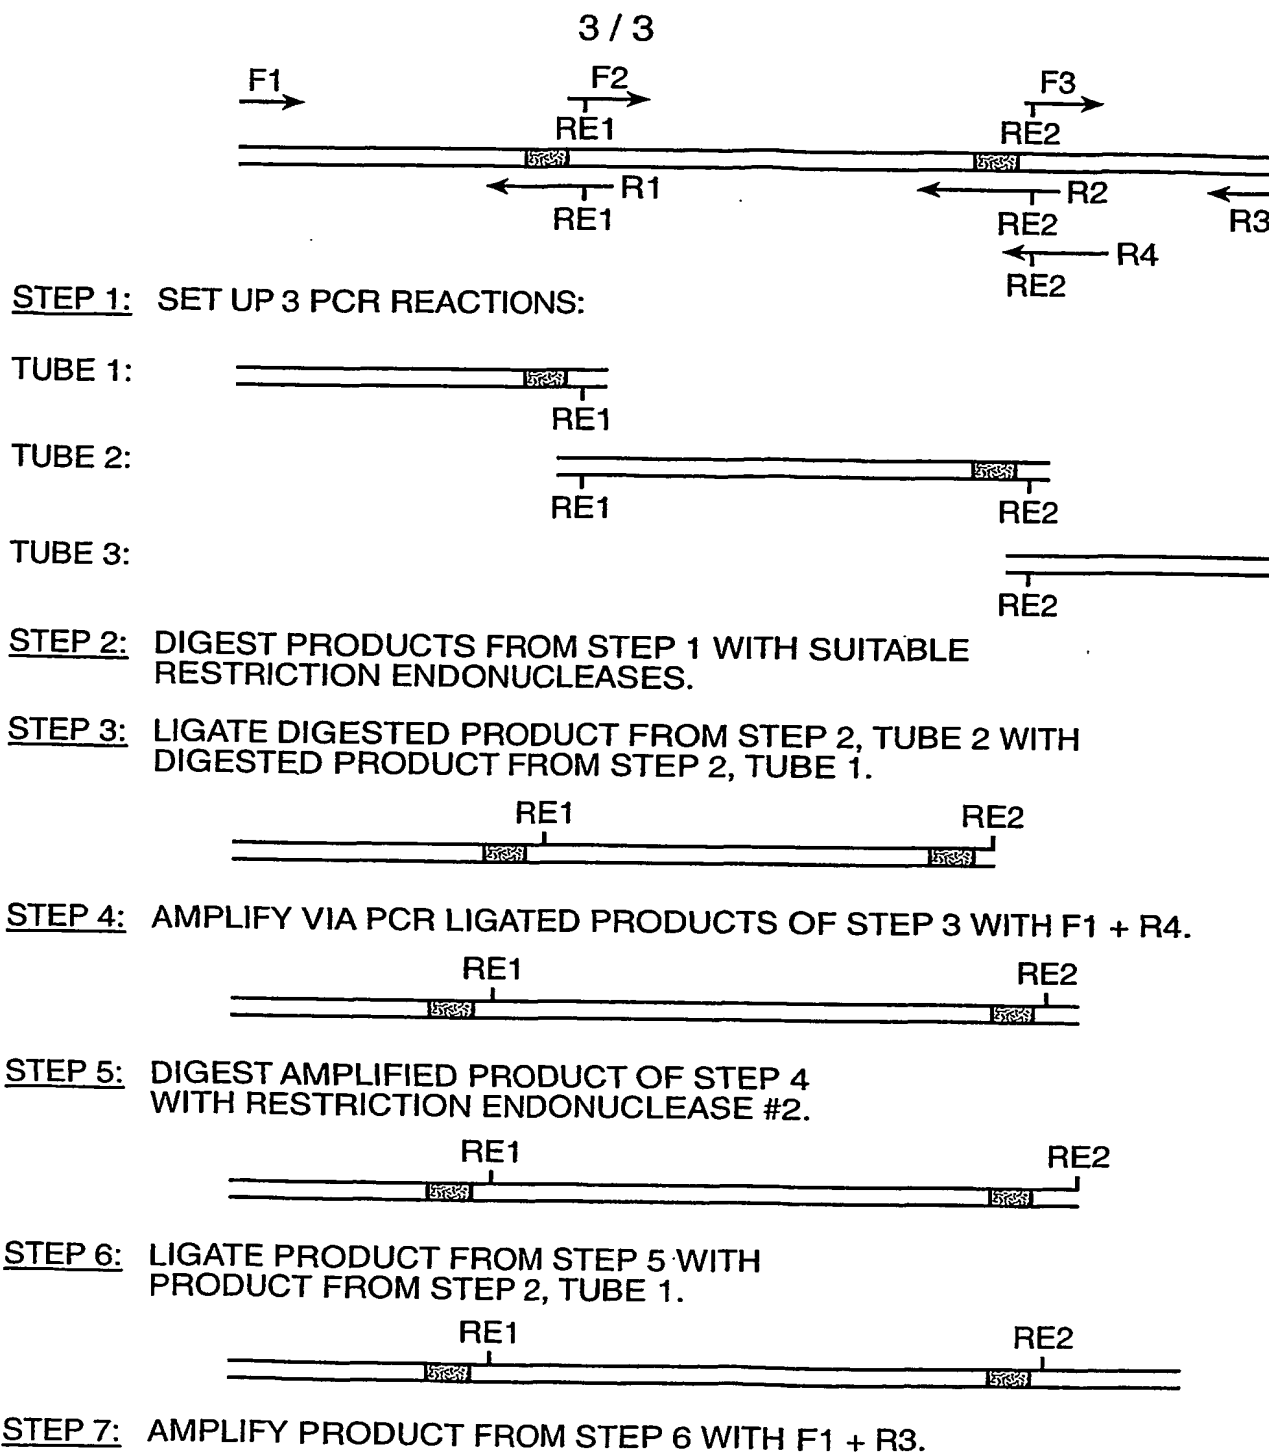 3 / 3
F1 F2 F3
RE1 RE2
R1 R2 R3
RE1 RE2
R4
RE2
STEP 1: SET UP 3 PCR REACTIONS:
TUBE 1:
RE1
TUBE 2:
RE1 RE2
TUBE 3:
RE2
STEP 2: DIGEST PRODUCTS FROM STEP 1 WITH SUITABLE
RESTRICTION ENDONUCLEASES.
STEP 3: LIGATE DIGESTED PRODUCT FROM STEP 2, TUBE 2 WITH
DIGESTED PRODUCT FROM STEP 2, TUBE 1.
RE1 RE2
STEP 4: AMPLIFY VIA PCR LIGATED PRODUCTS OF STEP 3 WITH F1 + R4.
RE1 RE2
STEP 5: DIGEST AMPLIFIED PRODUCT OF STEP 4
WITH RESTRICTION ENDONUCLEASE #2.
RE1 RE2
STEP 6: LIGATE PRODUCT FROM STEP 5 WITH
PRODUCT FROM STEP 2, TUBE 1.
RE1 RE2
STEP 7: AMPLIFY PRODUCT FROM STEP 6 WITH F1 + R3.